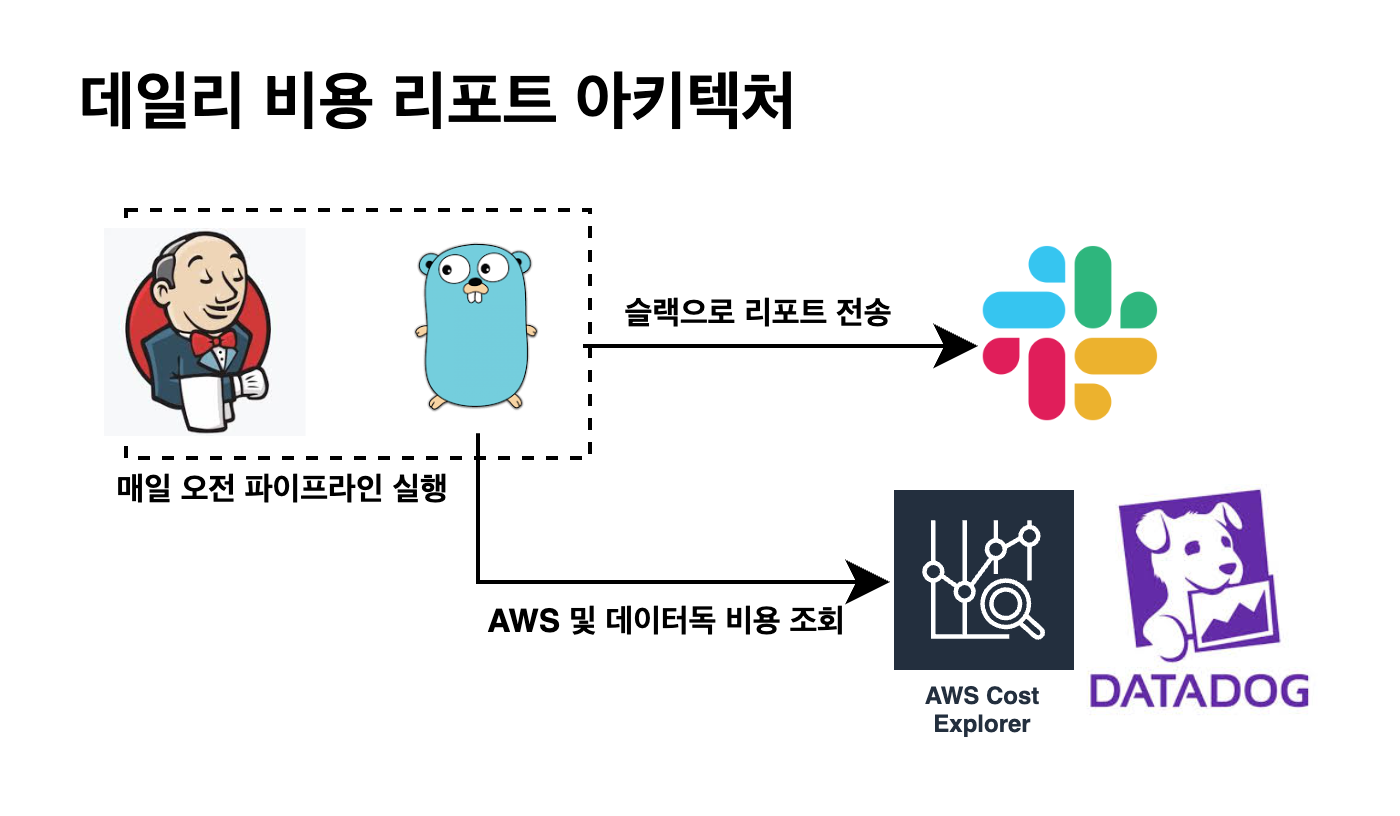 데일리 비용 리포트 아키텍처
슬랙으로 리포트 전송
매일 오전 파이프라인 실행
AWS 및 데이터독 비용 조회
AWS Cost
Explorer
DATADOG